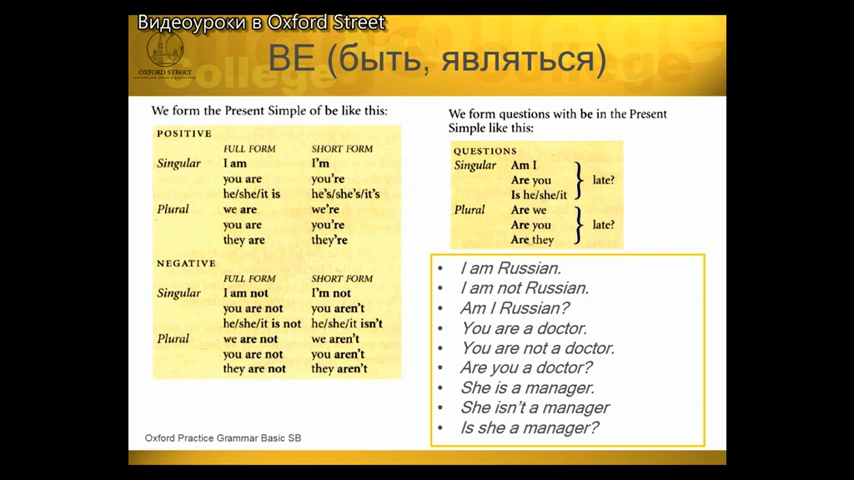 Видеоуроки в Oxford Street
OXFORD STREET
College
College
BE (быть, являться)
We form the Present Simple of be like this:
POSITIVE
FULL FORM SHORT FORM
Singular I am I'm
you are you're
he/she/it is he's/she's/it's
Plural we are we're
you are you're
they are they're
NEGATIVE
FULL FORM SHORT FORM
Singular I am not I'm not
you are not you aren't
he/she/it is not he/she/it isn't
Plural we are not we aren't
you are not you aren't
they are not they aren't
Oxford Practice Grammar Basic SB
We form questions with be in the Present
Simple like this:
QUESTIONS
Singular Am I
Are you late?
Is he/she/it
Plural Are we
Are you late?
Are they
• I am Russian.
• I am not Russian.
• Am I Russian?
• You are a doctor.
• You are not a doctor.
• Are you a doctor?
• She is a manager.
• She isn't a manager
• Is she a manager?